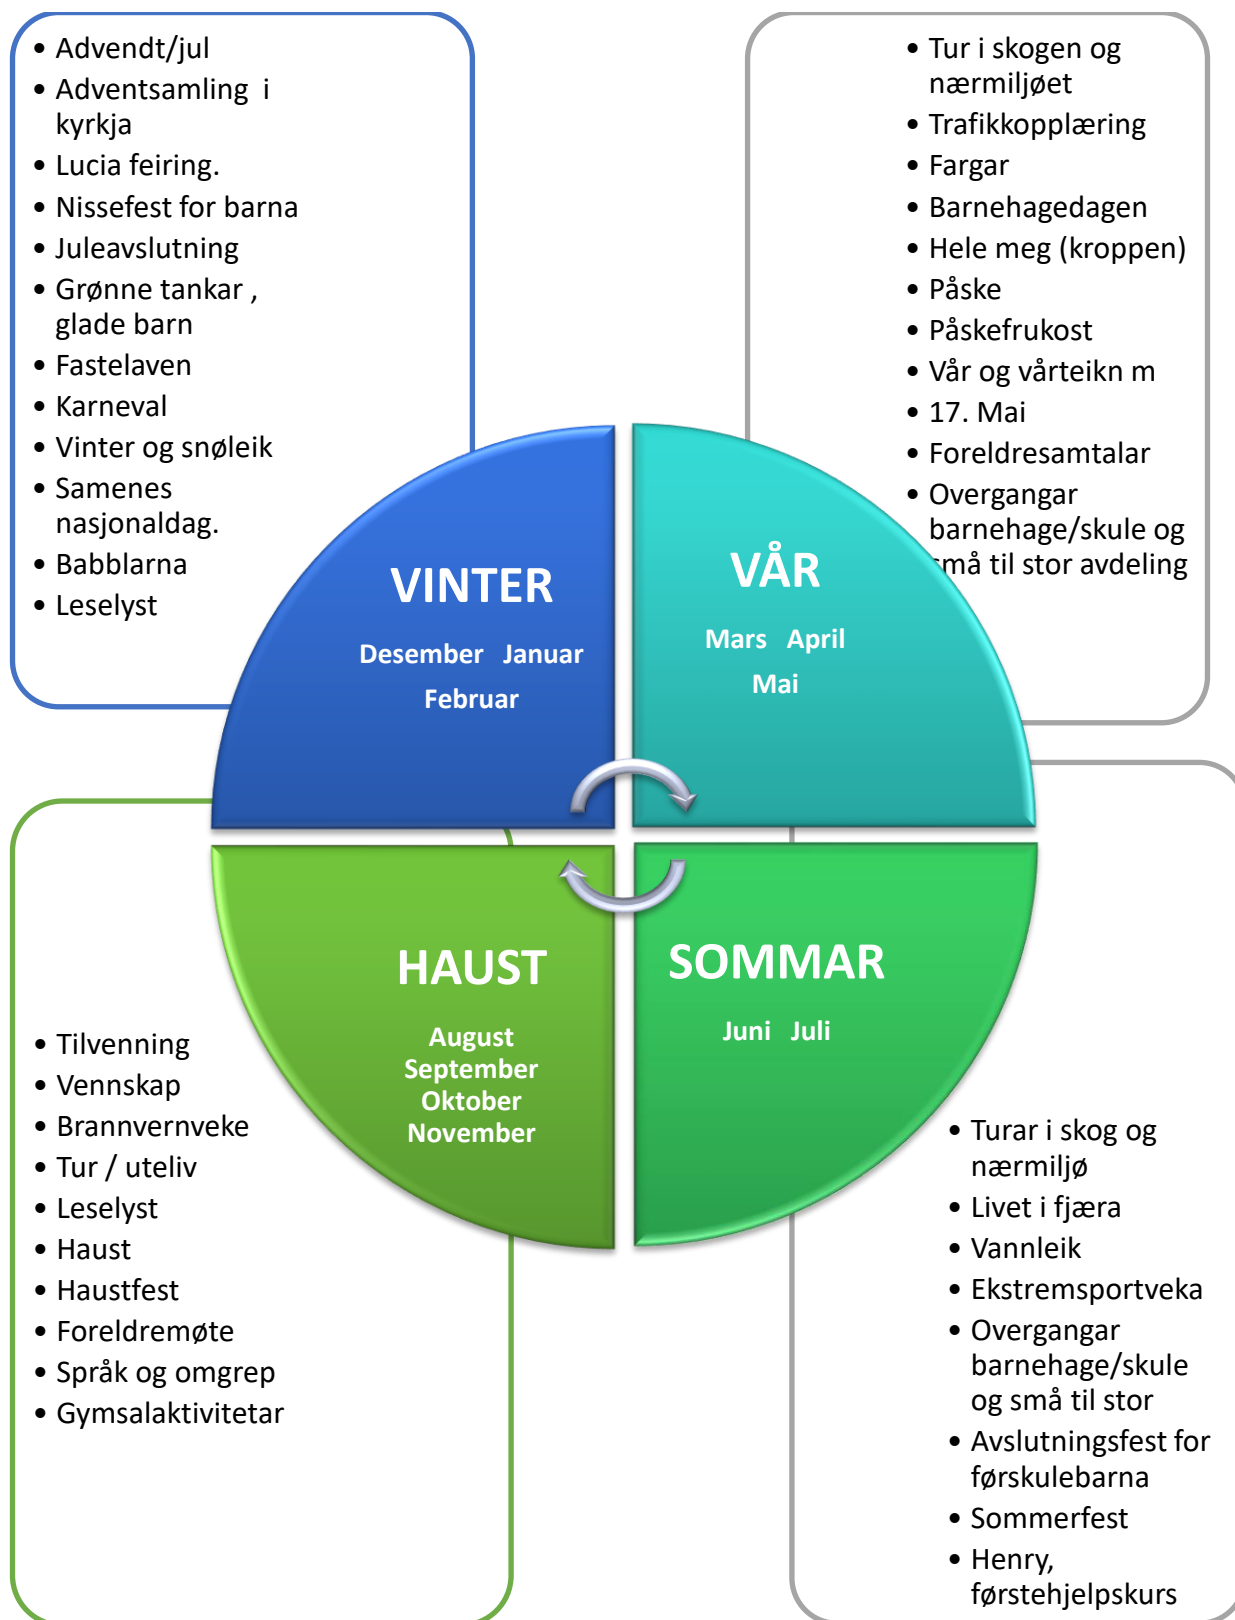 • Advendt/jul
• Adventsamling i
kyrkja
• Lucia feiring.
• Nissefest for barna
• Juleavslutning
• Grønne tankar ,
glade barn
• Fastelaven
• Karneval
• Vinter og snøleik
• Samenes
nasjonaldag.
• Babblarna
• Leselyst
• Tur i skogen og
nærmiljøet
• Trafikkopplæring
• Fargar
• Barnehagedagen
• Hele meg (kroppen)
• Påske
• Påskefrukost
• Vår og vårteikn m
• 17. Mai
• Foreldresamtalar
• Overgangar
barnehage/skule og
små til stor avdeling
VINTER
Desember Januar
Februar
VÅR
Mars April
Mai
HAUST
August
September
Oktober
November
SOMMAR
Juni Juli
• Tilvenning
• Vennskap
• Brannvernveke
• Tur / uteliv
• Leselyst
• Haust
• Haustfest
• Foreldremøte
• Språk og omgrep
• Gymsalaktivitetar
• Turar i skog og
nærmiljø
• Livet i fjæra
• Vannleik
• Ekstremsportveka
• Overgangar
barnehage/skule
og små til stor
• Avslutningsfest for
førskulebarna
• Sommerfest
• Henry,
førstehjelpskurs